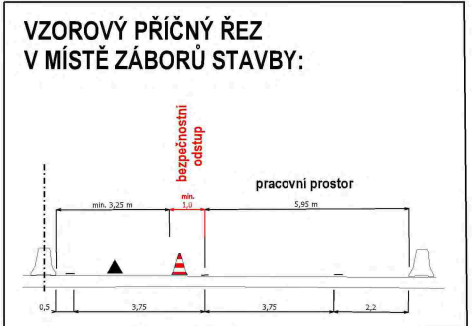 VZOROVÝ PŘÍČNÝ ŘEZ
V MÍSTĚ ZÁBORŮ STAVBY:
bezpečnostní
odstup
pracovní prostor
min. 3,25 m
min.
1,0
5,95 m
0,5
3,75
3,75
2,2